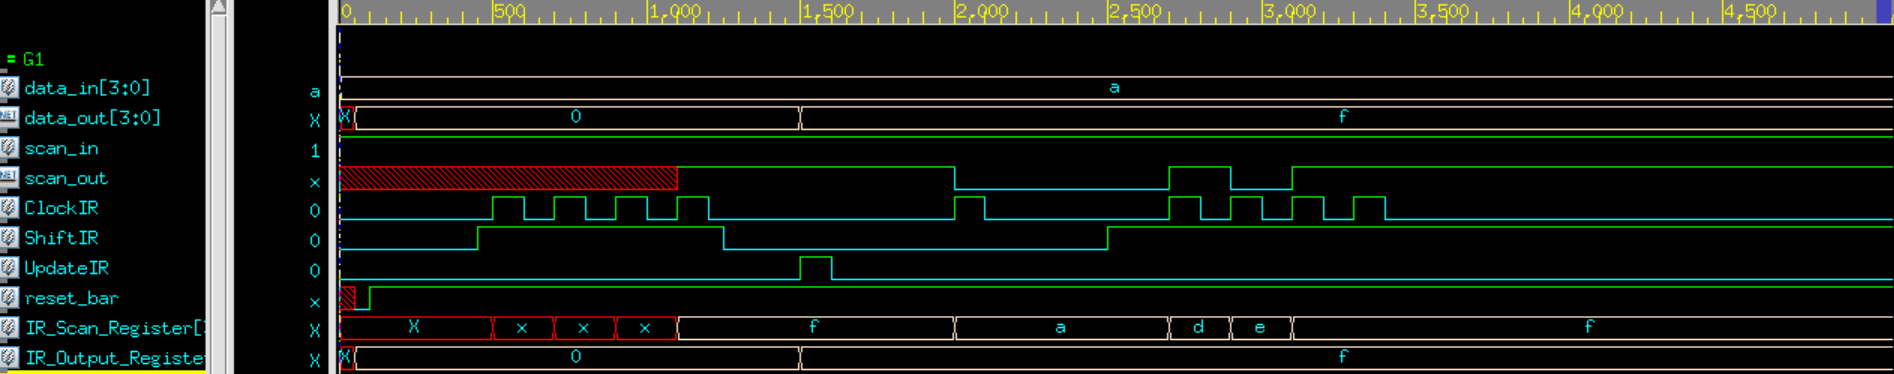 0 500 1,000 1,500 2,000 2,500 3,000 3,500 4,000 4,500
= G1
data_in[3:0] a a
data_out[3:0] X X 0 f
scan_in 1
scan_out x
ClockIR 0
ShiftIR 0
UpdateIR 0
reset_bar x
IR_Scan_Register[ X X x x x f a d e f
IR_Output_Registe X X 0 f